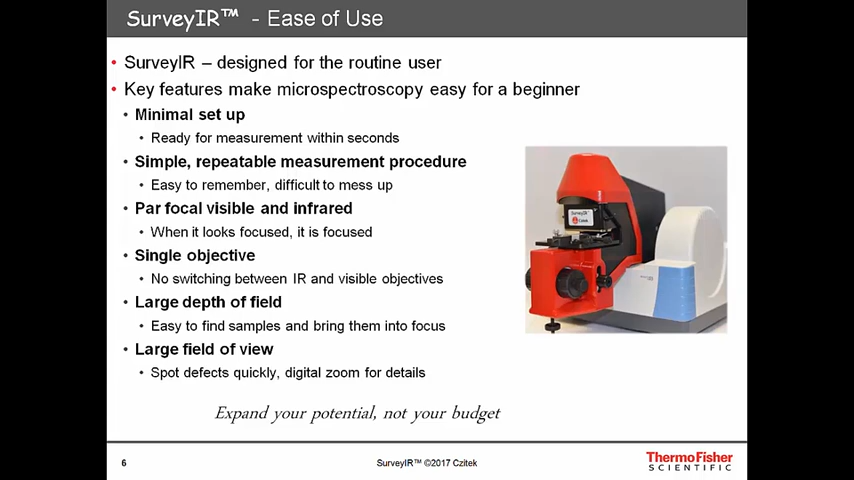 SurveyIR™ - Ease of Use
• SurveyIR – designed for the routine user
• Key features make microspectroscopy easy for a beginner
• Minimal set up
• Ready for measurement within seconds
• Simple, repeatable measurement procedure
• Easy to remember, difficult to mess up
• Par focal visible and infrared
• When it looks focused, it is focused
• Single objective
• No switching between IR and visible objectives
• Large depth of field
• Easy to find samples and bring them into focus
• Large field of view
• Spot defects quickly, digital zoom for details
SurveyIR
Czitek
Expand your potential, not your budget
6
SurveyIR™ ©2017 Czitek
ThermoFisher
SCIENTIFIC